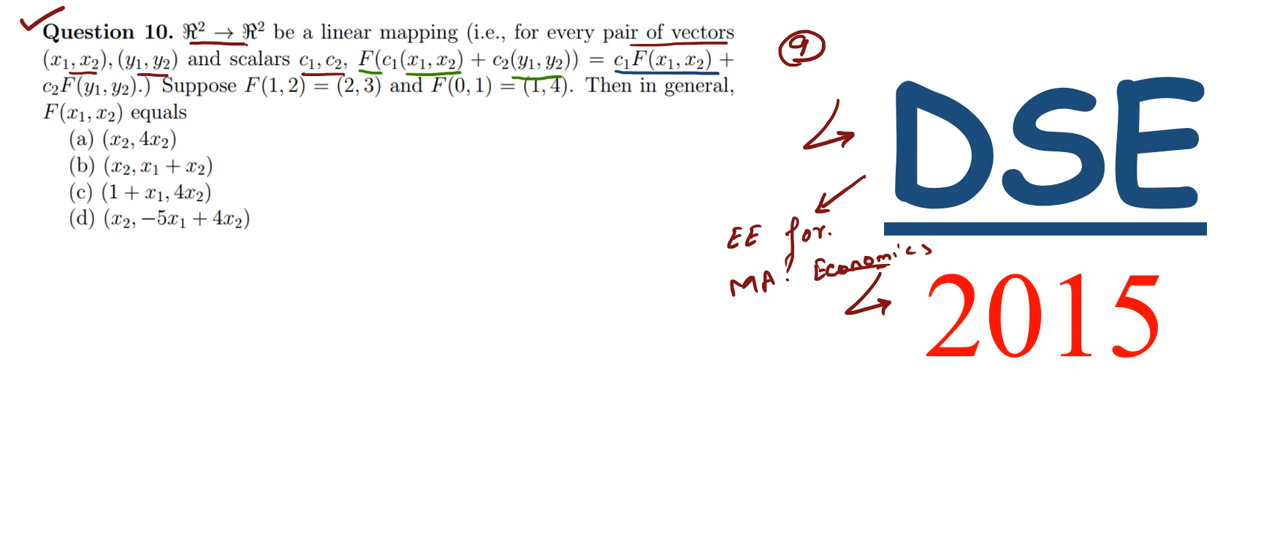 Question 10. ℜ² → ℜ² be a linear mapping (i.e., for every pair of vectors
(x₁, x₂), (y₁, y₂) and scalars c₁, c₂, F(c₁(x₁, x₂) + c₂(y₁, y₂)) = c₁F(x₁, x₂) +
c₂F(y₁, y₂).) Suppose F(1, 2) = (2, 3) and F(0, 1) = (1, 4). Then in general,
F(x₁, x₂) equals
(a) (x₂, 4x₂)
(b) (x₂, x₁ + x₂)
(c) (1 + x₁, 4x₂)
(d) (x₂, −5x₁ + 4x₂)
9
DSE
EE for.
MA? Economics
2015